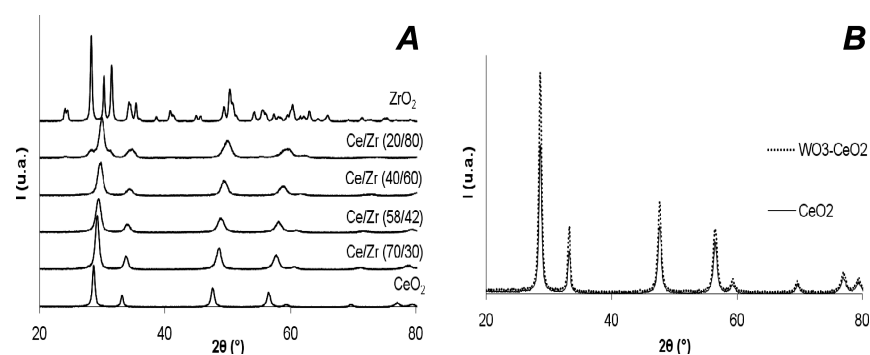 A
ZrO2
Ce/Zr (20/80)
Ce/Zr (40/60)
Ce/Zr (58/42)
Ce/Zr (70/30)
CeO2
I (u.a.)
20 40 60 80
2θ (°)
B
WO3-CeO2
CeO2
I (u.a.)
20 40 60 80
2θ (°)